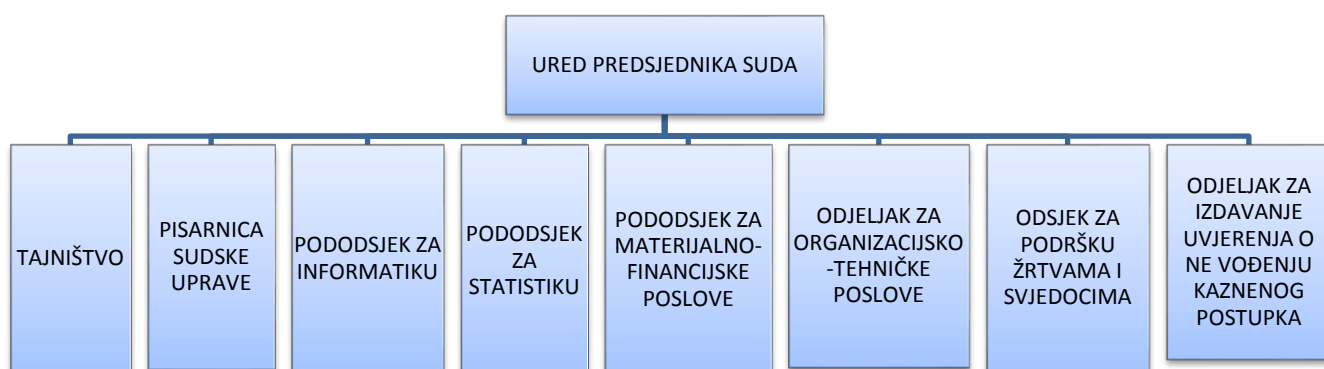 URED PREDSJEDNIKA SUDA
TAJNIŠTVO
PISARNICA
SUDSKE
UPRAVE
PODODSJEK ZA
INFORMATIKU
PODODSJEK
ZA
STATISTIKU
PODODSJEK ZA
MATERIJALNO-
FINANCIJSKE
POSLOVE
ODJELJAK ZA
ORGANIZACIJSKO
-TEHNIČKE
POSLOVE
ODSJEK ZA
PODRŠKU
ŽRTVAMA I
SVJEDOCIMA
ODJELJAK ZA
IZDAVANJE
UVJERENJA O
NE VOĐENJU
KAZNENOG
POSTUPKA